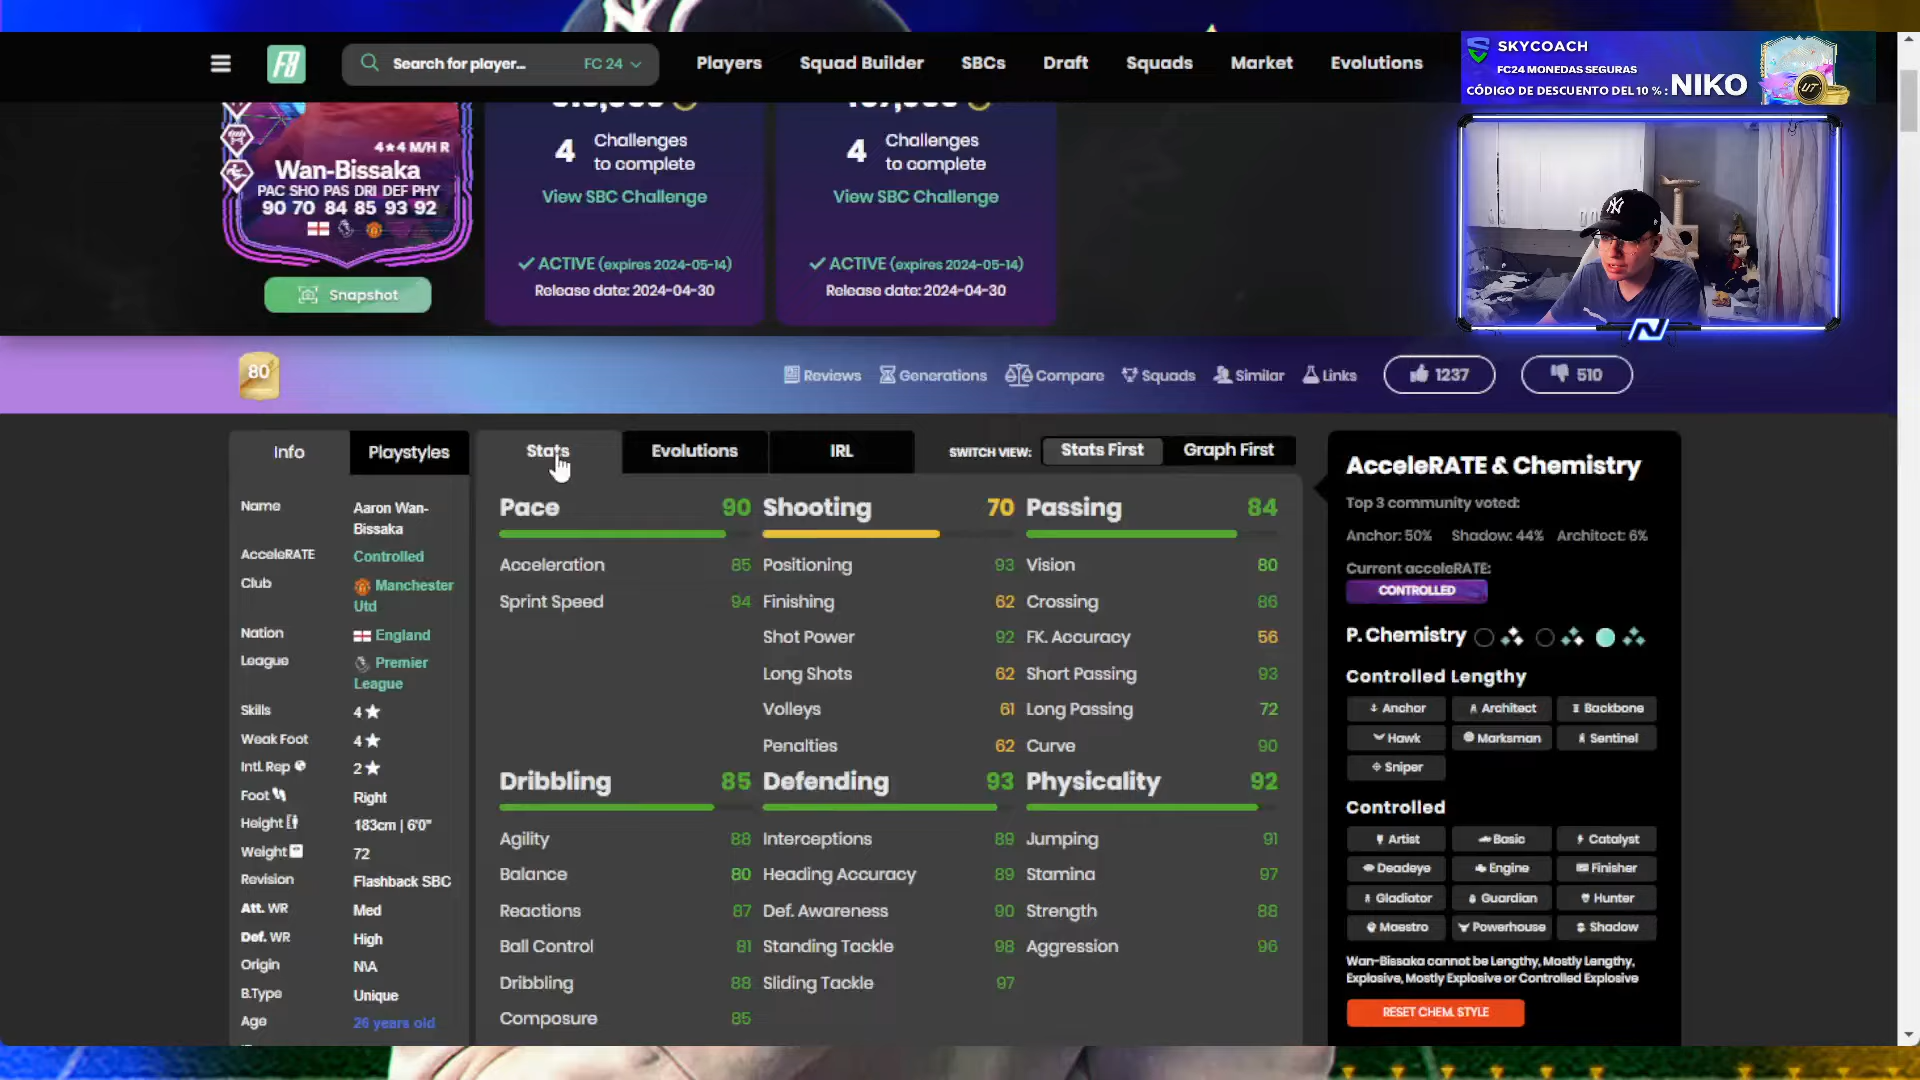 Search for player...
FC 24
Players
Squad Builder
SBCs
Draft
Squads
Market
Evolutions
SKYCOACH
FC24 MONEDAS SEGURAS
CÓDIGO DE DESCUENTO DEL 10 % : NIKO
UT
4★4 M/H R
Wan-Bissaka
PAC SHO PAS DRI DEF PHY
90 70 84 85 93 92
Snapshot
4 Challenges to complete
View SBC Challenge
ACTIVE (expires 2024-05-14)
Release date: 2024-04-30
4 Challenges to complete
View SBC Challenge
ACTIVE (expires 2024-05-14)
Release date: 2024-04-30
80
Reviews
Generations
Compare
Squads
Similar
Links
1237
510
Info
Playstyles
Name Aaron Wan-Bissaka
AcceleRATE Controlled
Club Manchester Utd
Nation England
League Premier League
Skills 4★
Weak Foot 4★
Intl. Rep 2★
Foot Right
Height 183cm | 6'0"
Weight 72
Revision Flashback SBC
Att. WR Med
Def. WR High
Origin N\A
B.Type Unique
Age 26 years old
Stats
Evolutions
IRL
SWITCH VIEW:
Stats First
Graph First
Pace 90
Acceleration 85
Sprint Speed 94
Shooting 70
Positioning 93
Finishing 62
Shot Power 92
Long Shots 62
Volleys 61
Penalties 62
Passing 84
Vision 80
Crossing 86
FK. Accuracy 56
Short Passing 93
Long Passing 72
Curve 90
Dribbling 85
Agility 88
Balance 80
Reactions 87
Ball Control 81
Dribbling 88
Composure 85
Defending 93
Interceptions 89
Heading Accuracy 89
Def. Awareness 90
Standing Tackle 98
Sliding Tackle 97
Physicality 92
Jumping 91
Stamina 97
Strength 88
Aggression 96
AcceleRATE & Chemistry
Top 3 community voted:
Anchor: 50% Shadow: 44% Architect: 6%
Current acceleRATE:
CONTROLLED
P. Chemistry
Controlled Lengthy
Anchor Architect Backbone
Hawk Marksman Sentinel
Sniper
Controlled
Artist Basic Catalyst
Deadeye Engine Finisher
Gladiator Guardian Hunter
Maestro Powerhouse Shadow
Wan-Bissaka cannot be Lengthy, Mostly Lengthy,
Explosive, Mostly Explosive or Controlled Explosive
RESET CHEM. STYLE